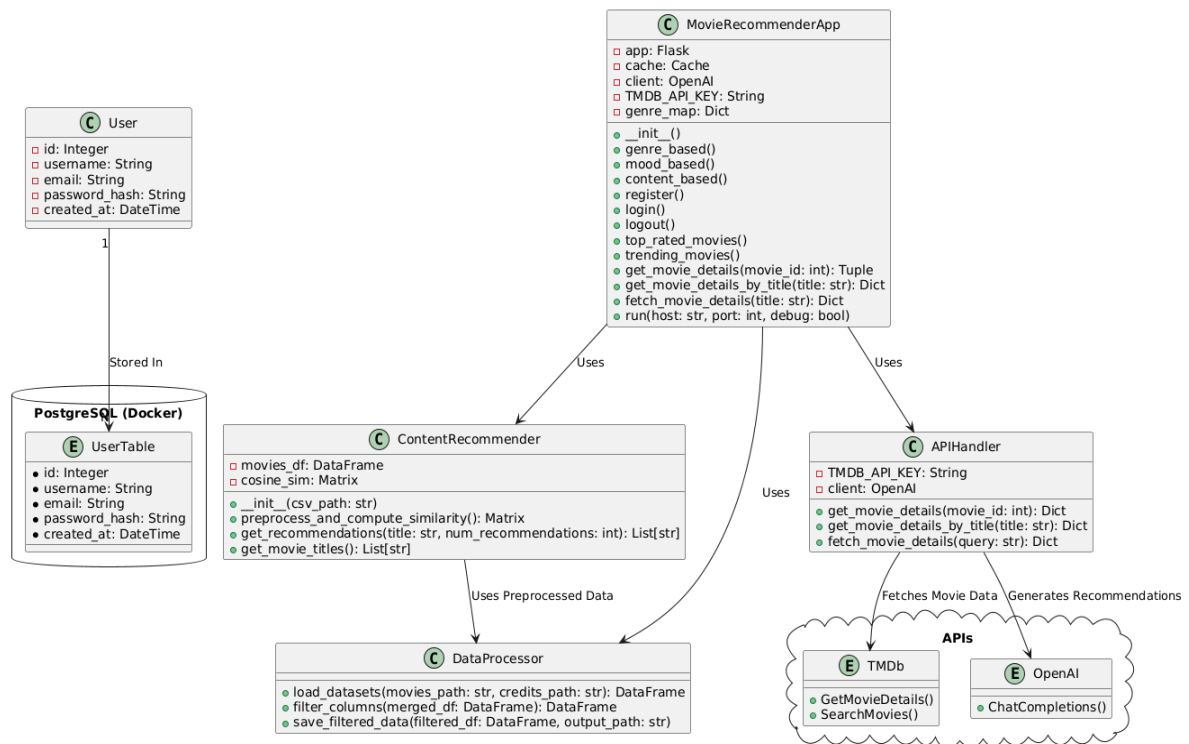 C MovieRecommenderApp
app: Flask
cache: Cache
client: OpenAI
TMDB_API_KEY: String
genre_map: Dict
__init__()
genre_based()
mood_based()
content_based()
register()
login()
logout()
top_rated_movies()
trending_movies()
get_movie_details(movie_id: int): Tuple
get_movie_details_by_title(title: str): Dict
fetch_movie_details(title: str): Dict
run(host: str, port: int, debug: bool)
C User
id: Integer
username: String
email: String
password_hash: String
created_at: DateTime
1
Stored In
Uses
Uses
Uses
PostgreSQL (Docker)
E UserTable
id: Integer
username: String
email: String
password_hash: String
created_at: DateTime
C ContentRecommender
movies_df: DataFrame
cosine_sim: Matrix
__init__(csv_path: str)
preprocess_and_compute_similarity(): Matrix
get_recommendations(title: str, num_recommendations: int): List[str]
get_movie_titles(): List[str]
C APIHandler
TMDB_API_KEY: String
client: OpenAI
get_movie_details(movie_id: int): Dict
get_movie_details_by_title(title: str): Dict
fetch_movie_details(query: str): Dict
Uses Preprocessed Data
Fetches Movie Data
Generates Recommendations
C DataProcessor
load_datasets(movies_path: str, credits_path: str): DataFrame
filter_columns(merged_df: DataFrame): DataFrame
save_filtered_data(filtered_df: DataFrame, output_path: str)
APIs
E TMDb
GetMovieDetails()
SearchMovies()
E OpenAI
ChatCompletions()